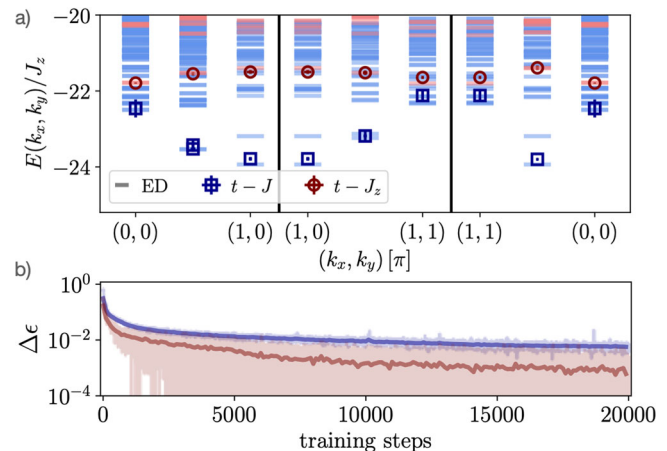 a)
E(kx, ky)/Jz
−20
−22
−24
ED
t − J
t − Jz
(0, 0)
(1, 0)
(1, 0)
(1, 1)
(1, 1)
(0, 0)
(kx, ky) [π]
b)
Δϵ
10^0
10^−2
10^−4
0
5000
10000
15000
20000
training steps